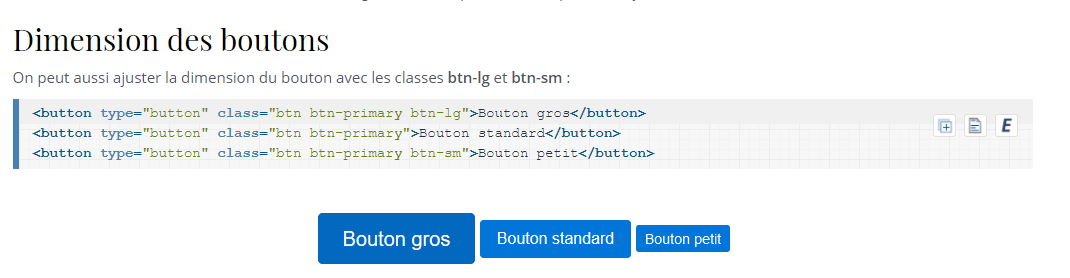 Dimension des boutons
On peut aussi ajuster la dimension du bouton avec les classes btn-lg et btn-sm :
<button type="button" class="btn btn-primary btn-lg">Bouton gros</button>
<button type="button" class="btn btn-primary">Bouton standard</button>
<button type="button" class="btn btn-primary btn-sm">Bouton petit</button>
E
Bouton gros Bouton standard Bouton petit